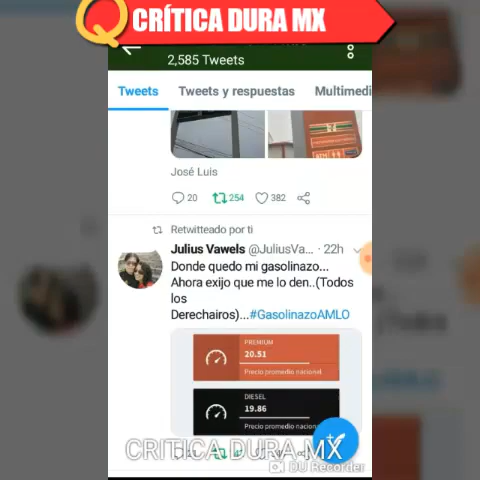 CRÍTICA DURA MX
2,585 Tweets
Tweets Tweets y respuestas Multimedi
José Luis
20 254 382
Retwitteado por ti
Julius Vawels @JuliusVa... · 22h
Donde quedo mi gasolinazo...
Ahora exijo que me lo den..(Todos
los
Derechairos)...#GasolinazoAMLO
PREMIUM
20.51
Precio promedio nacional
DIESEL
19.86
Precio promedio nacional
CRITICA DURA MX
DU Recorder